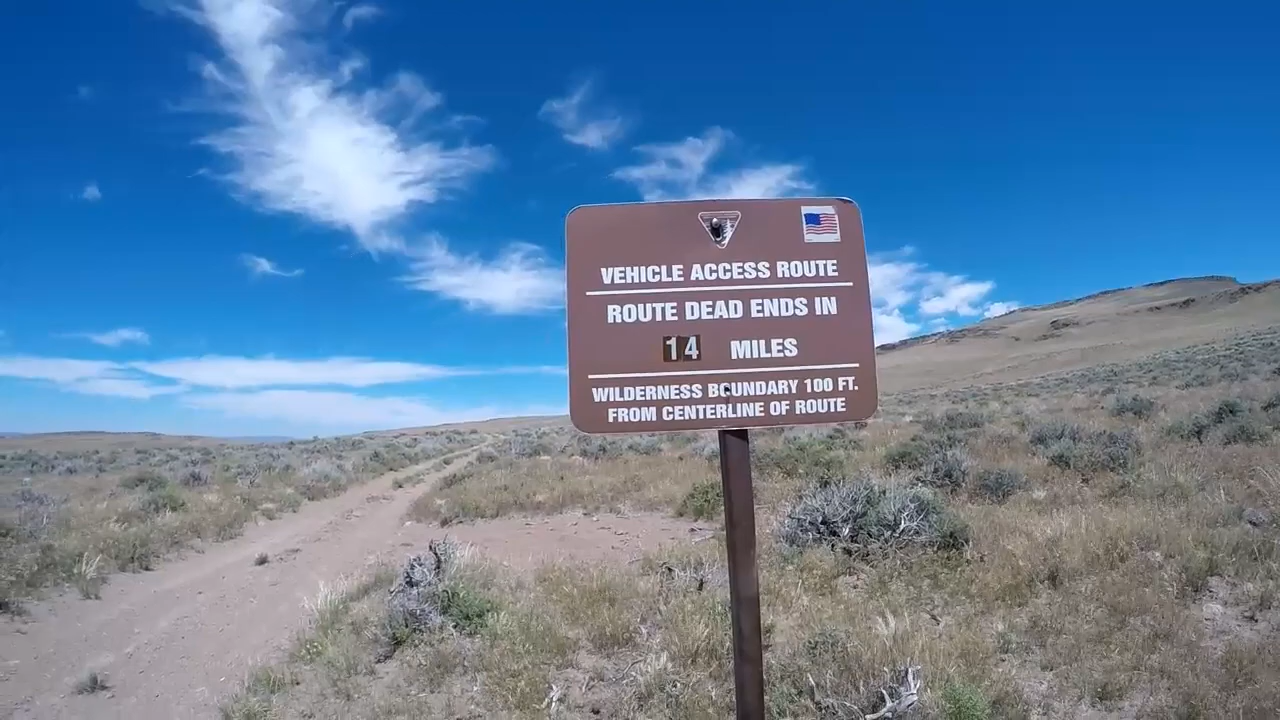 VEHICLE ACCESS ROUTE
ROUTE DEAD ENDS IN
14 MILES
WILDERNESS BOUNDARY 100 FT.
FROM CENTERLINE OF ROUTE